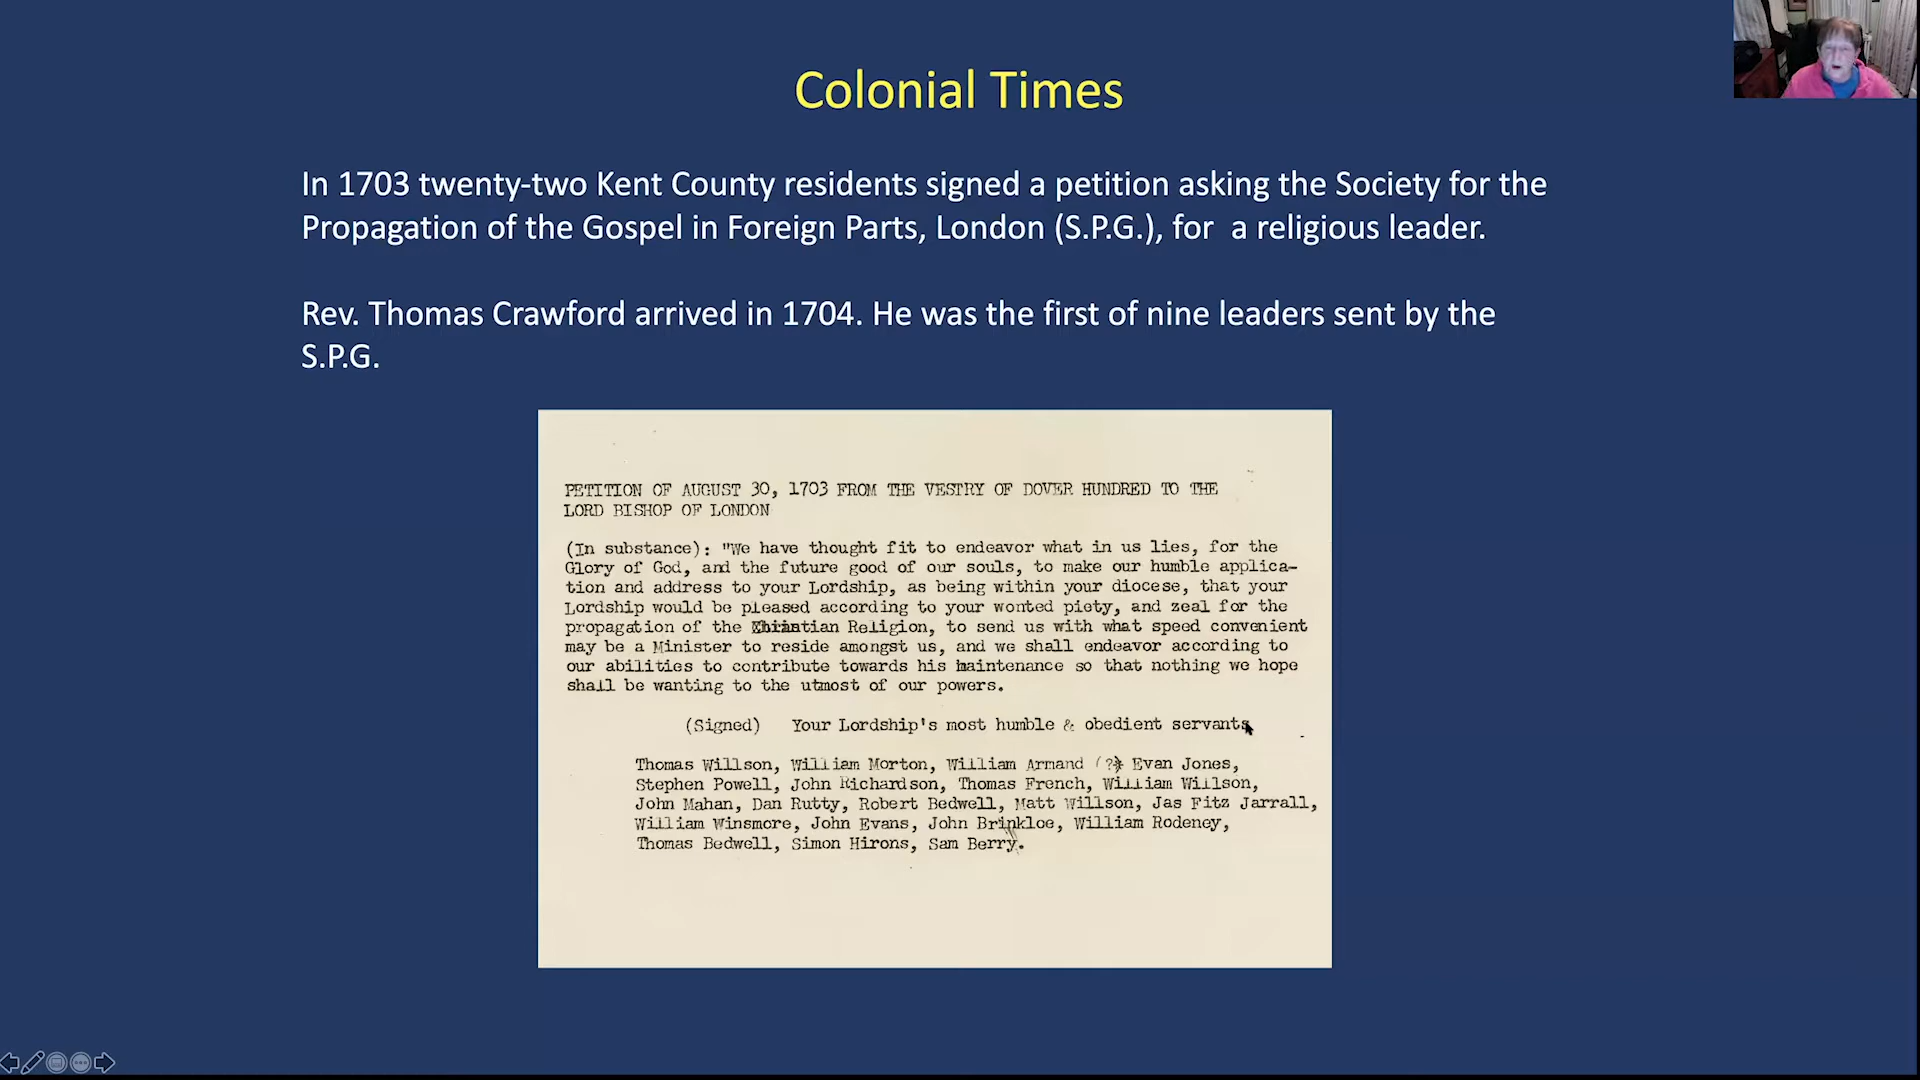 Colonial Times
In 1703 twenty-two Kent County residents signed a petition asking the Society for the
Propagation of the Gospel in Foreign Parts, London (S.P.G.), for  a religious leader.
Rev. Thomas Crawford arrived in 1704. He was the first of nine leaders sent by the
S.P.G.
PETITION OF AUGUST 30, 1703 FROM THE VESTRY OF DOVER HUNDRED TO THE
LORD BISHOP OF LONDON
(In substance): "We have thought fit to endeavor what in us lies, for the
Glory of God, and the future good of our souls, to make our humble applica-
tion and address to your Lordship, as being within your diocese, that your
Lordship would be pleased according to your wonted piety, and zeal for the
propagation of the Christian Religion, to send us with what speed convenient
may be a Minister to reside amongst us, and we shall endeavor according to
our abilities to contribute towards his maintenance so that nothing we hope
shall be wanting to the utmost of our powers.
(Signed) Your Lordship's most humble & obedient servants
Thomas Willson, William Morton, William Armand (?) Evan Jones,
Stephen Powell, John Richardson, Thomas French, William Willson,
John Mahan, Dan Rutty, Robert Bedwell, Matt Willson, Jas Fitz Jarrall,
William Winsmore, John Evans, John Brinkloe, William Rodeney,
Thomas Bedwell, Simon Hirons, Sam Berry.